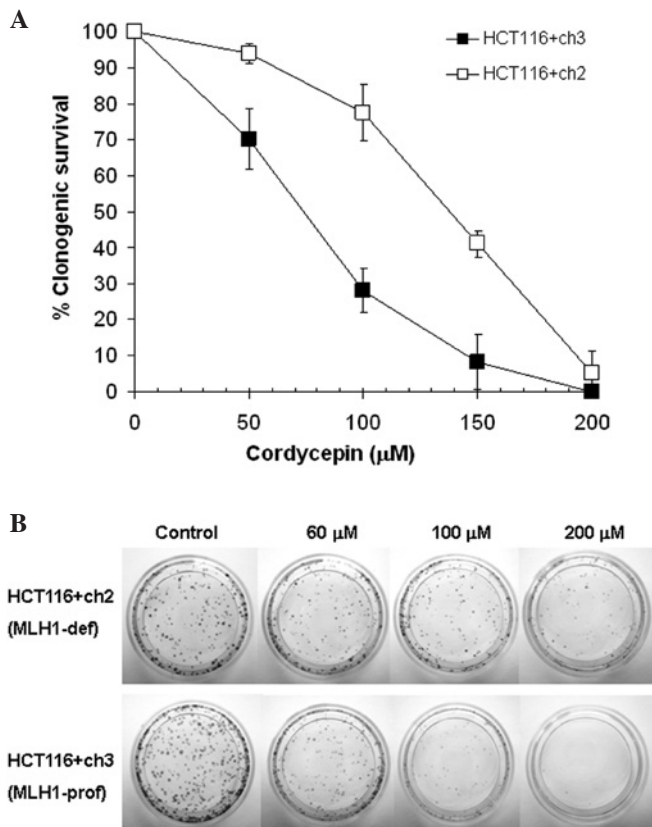 A
HCT116+ch3
HCT116+ch2
% Clonogenic survival
100
90
80
70
60
50
40
30
20
10
0
0 50 100 150 200
Cordycepin (μM)
B
Control 60 μM 100 μM 200 μM
HCT116+ch2
(MLH1-def)
HCT116+ch3
(MLH1-prof)